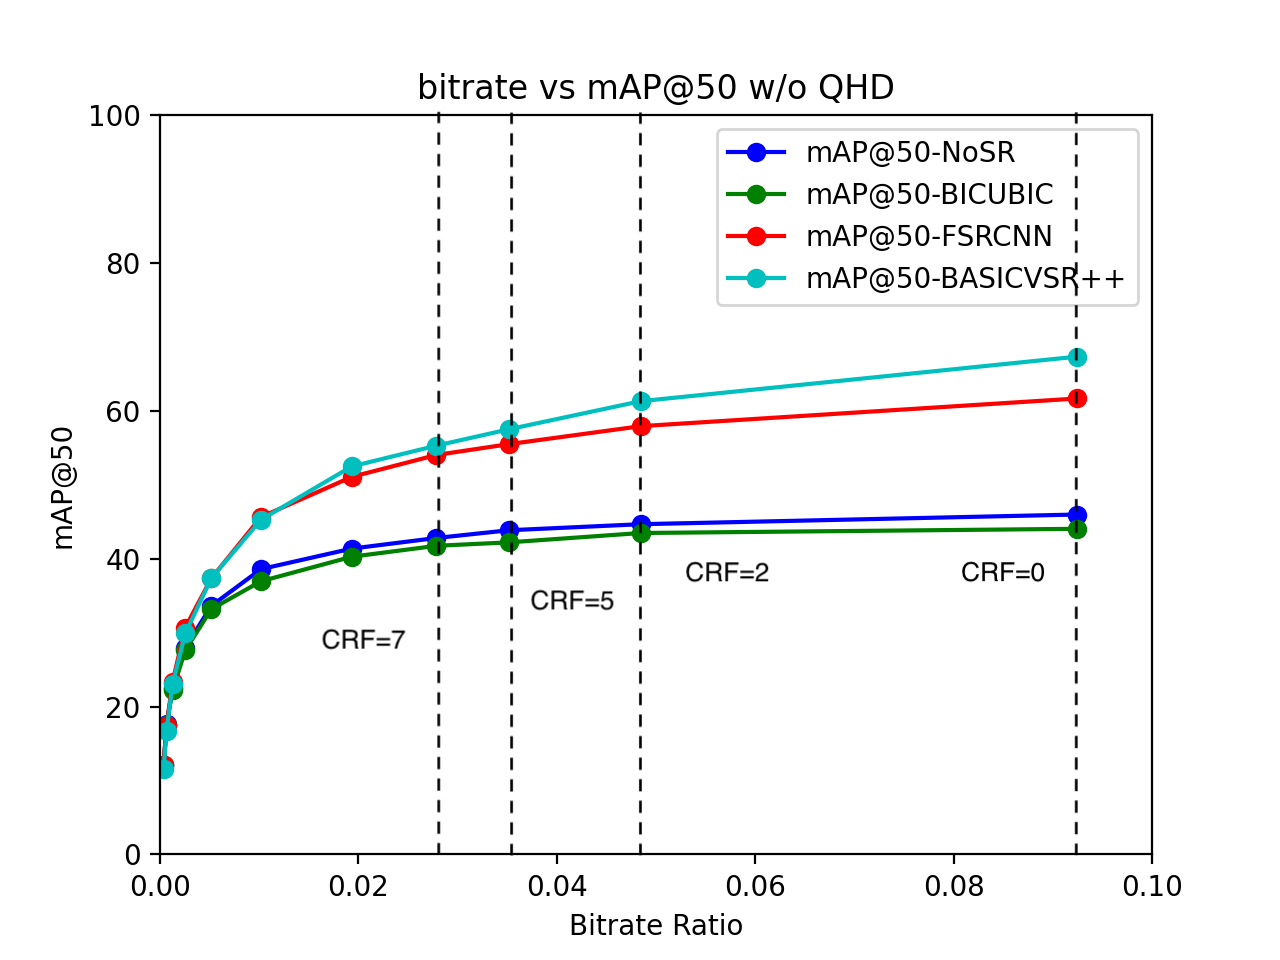 bitrate vs mAP@50 w/o QHD
100
80
60
40
20
0
mAP@50
mAP@50-NoSR
mAP@50-BICUBIC
mAP@50-FSRCNN
mAP@50-BASICVSR++
CRF=7
CRF=5
CRF=2
CRF=0
0.00 0.02 0.04 0.06 0.08 0.10
Bitrate Ratio